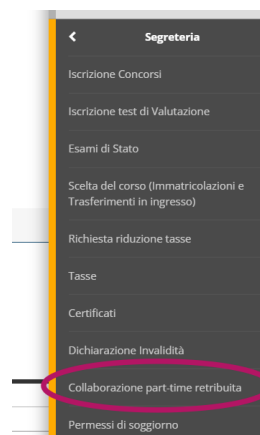 Segreteria
Iscrizione Concorsi
Iscrizione test di Valutazione
Esami di Stato
Scelta del corso (Immatricolazioni e
Trasferimenti in ingresso)
Richiesta riduzione tasse
Tasse
Certificati
Dichiarazione Invalidità
Collaborazione part-time retribuita
Permessi di soggiorno